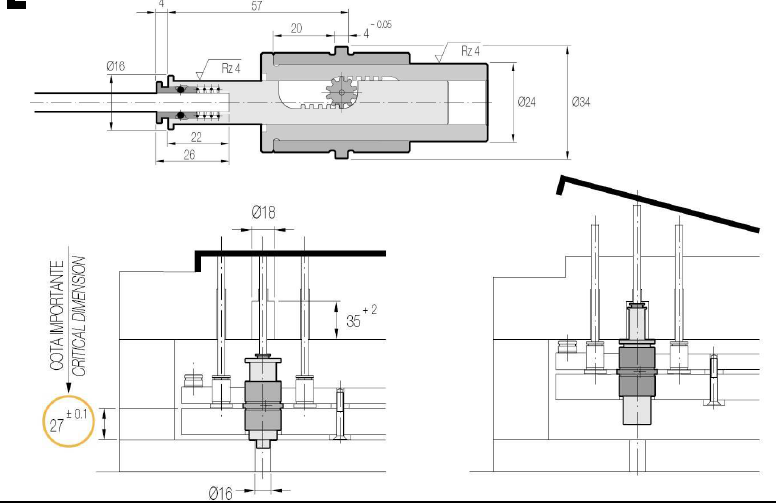 4
57
20
4 - 0.05
Ø16
Rz 4
Rz 4
Ø24
Ø34
22
26
Ø18
35 + 2
COTA IMPORTANTE
CRITICAL DIMENSION
27 ± 0.1
Ø16